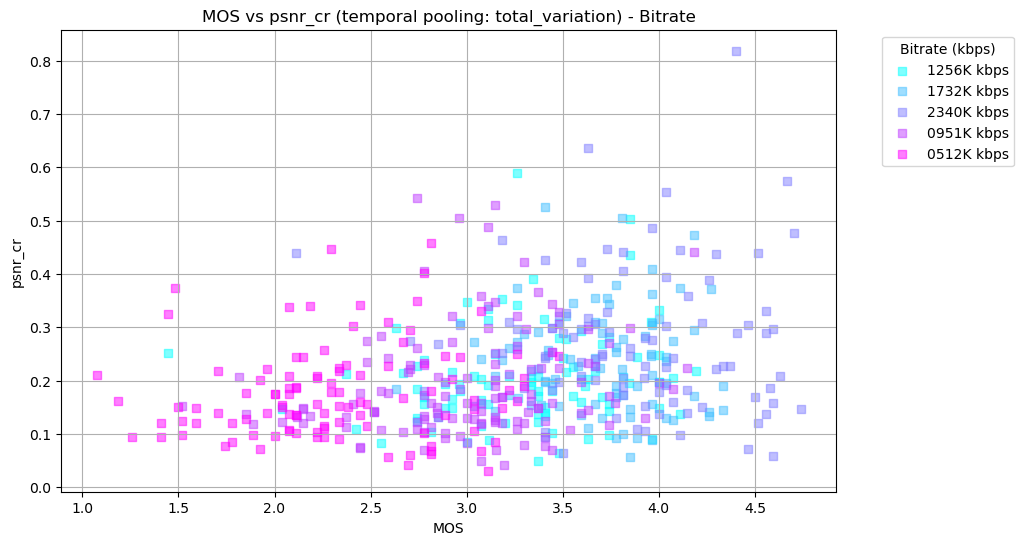 MOS vs psnr_cr (temporal pooling: total_variation) - Bitrate
Bitrate (kbps)
1256K kbps
1732K kbps
2340K kbps
0951K kbps
0512K kbps
psnr_cr
0.8
0.7
0.6
0.5
0.4
0.3
0.2
0.1
0.0
1.0 1.5 2.0 2.5 3.0 3.5 4.0 4.5
MOS